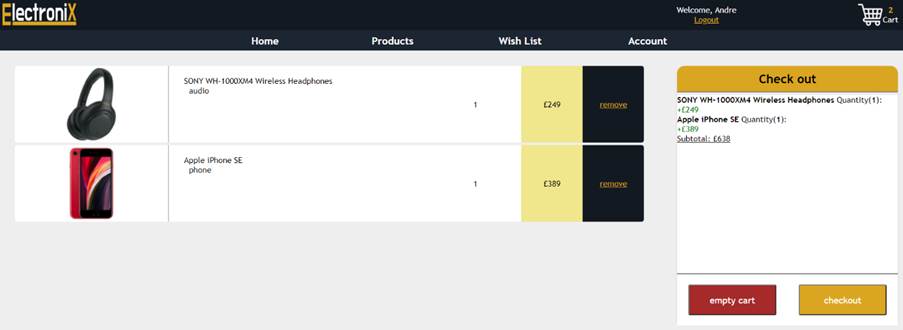 ElectroniX
Welcome, Andre
Logout
2
Cart
Home Products Wish List Account
SONY WH-1000XM4 Wireless Headphones
audio
1 £249 remove
Apple iPhone SE
phone
1 £389 remove
Check out
SONY WH-1000XM4 Wireless Headphones Quantity(1):
+£249
Apple iPhone SE Quantity(1):
+£389
Subtotal: £638
empty cart checkout